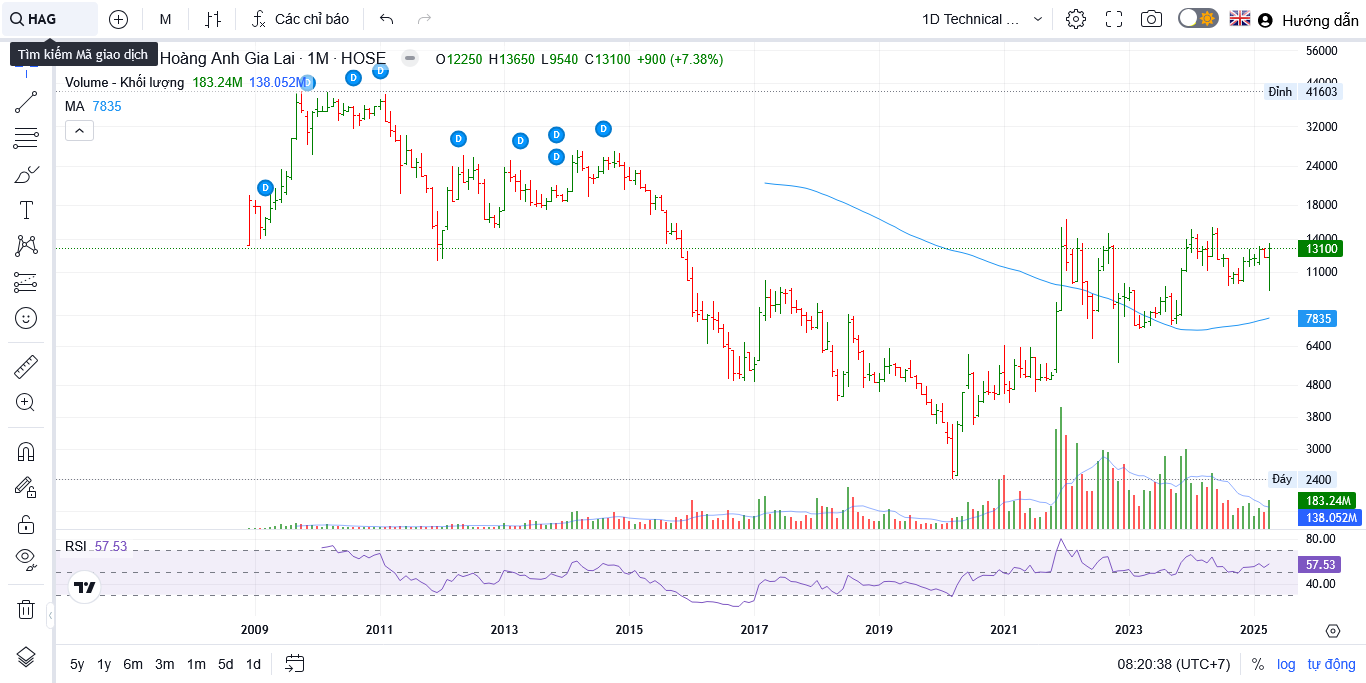 HAG
M
Các chỉ báo
1D Technical ...
Hướng dẫn
Tìm kiếm Mã giao dịch
Hoàng Anh Gia Lai · 1M · HOSE
O12250 H13650 L9540 C13100 +900 (+7.38%)
Volume - Khối lượng 183.24M 138.052M
MA 7835
D
D
D
D
D
D
D
D
D
56000
44000
Đỉnh 41603
32000
24000
18000
14000
13100
11000
7835
6400
4800
3800
3000
Đáy 2400
183.24M
138.052M
RSI 57.53
80.00
57.53
40.00
2009 2011 2013 2015 2017 2019 2021 2023 2025
5y 1y 6m 3m 1m 5d 1d
08:20:38 (UTC+7) % log tự động